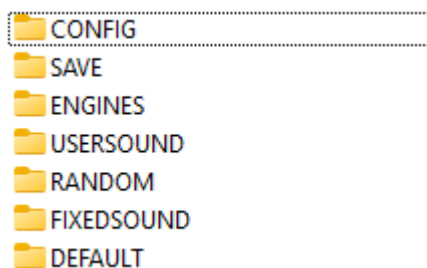 CONFIG
SAVE
ENGINES
USERSOUND
RANDOM
FIXEDSOUND
DEFAULT